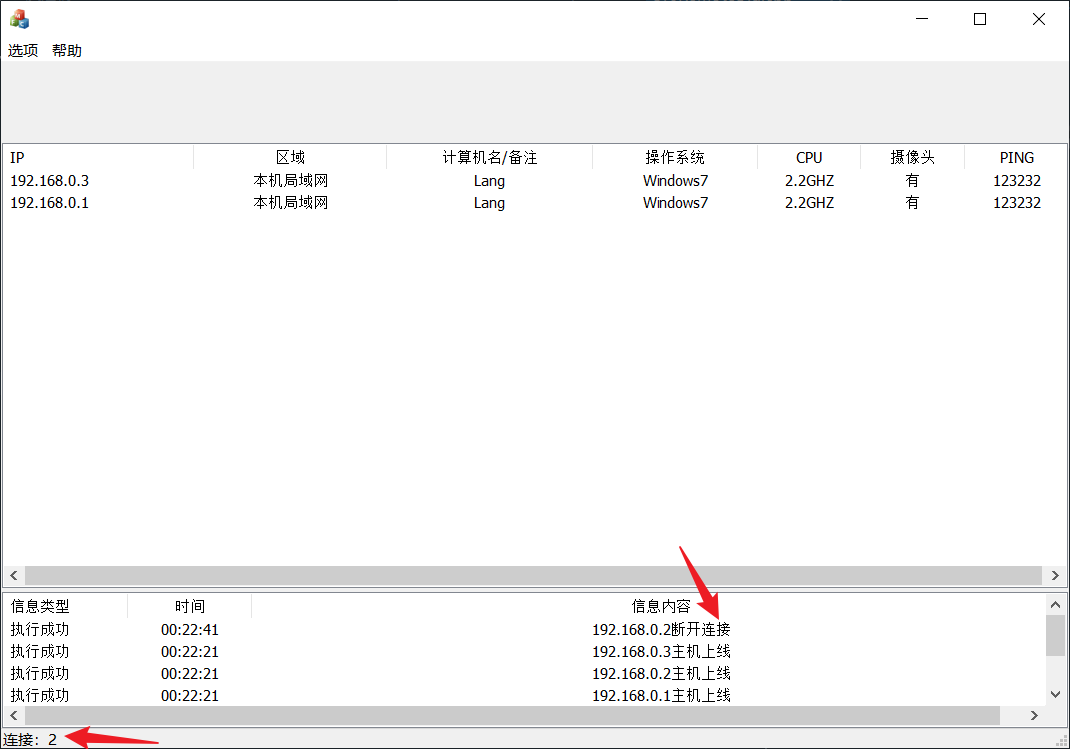 选项 帮助
IP 区域 计算机名/备注 操作系统 CPU 摄像头 PING
192.168.0.3 本机局域网 Lang Windows7 2.2GHZ 有 123232
192.168.0.1 本机局域网 Lang Windows7 2.2GHZ 有 123232
信息类型 时间 信息内容
执行成功 00:22:41 192.168.0.2断开连接
执行成功 00:22:21 192.168.0.3主机上线
执行成功 00:22:21 192.168.0.2主机上线
执行成功 00:22:21 192.168.0.1主机上线
连接：2